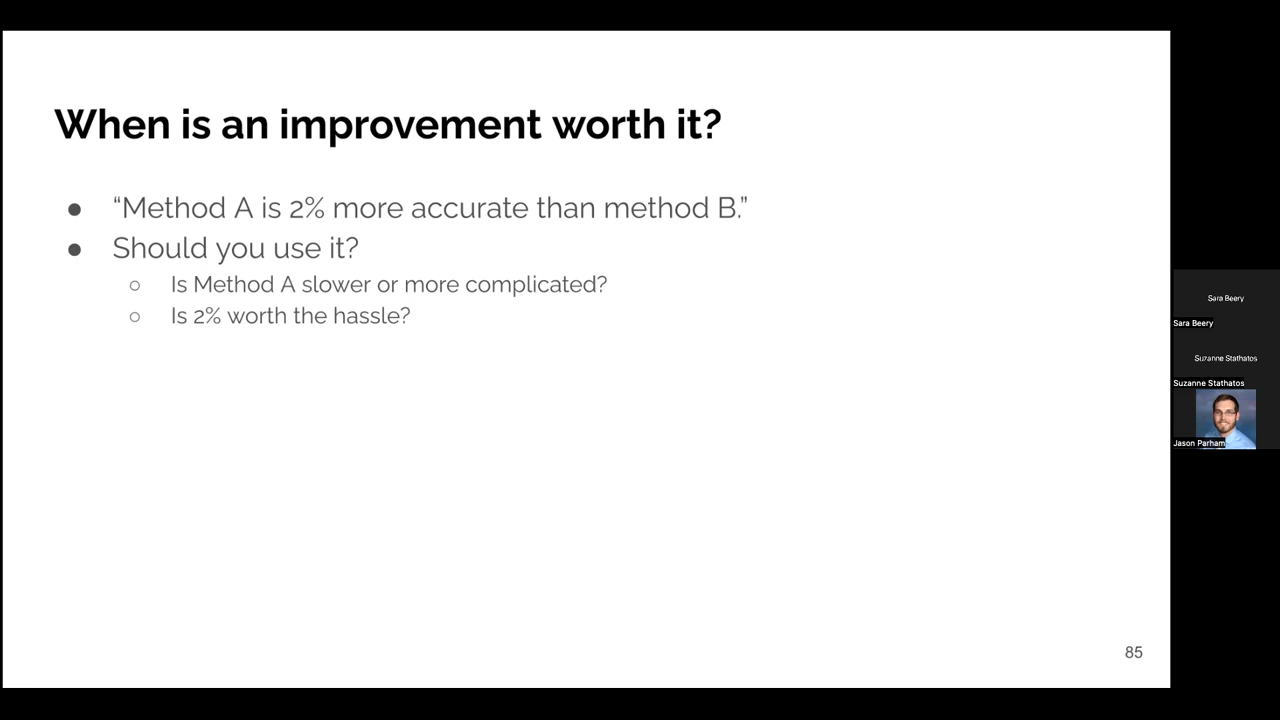 When is an improvement worth it?
● “Method A is 2% more accurate than method B.”
● Should you use it?
○ Is Method A slower or more complicated?
○ Is 2% worth the hassle?
85
Sara Beery
Sara Beery
Suzanne Stathatos
Suzanne Stathatos
Jason Parham